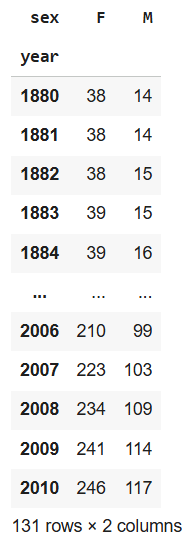 sex F M
year
1880 38 14
1881 38 14
1882 38 15
1883 39 15
1884 39 16
... ... ...
2006 210 99
2007 223 103
2008 234 109
2009 241 114
2010 246 117
131 rows × 2 columns